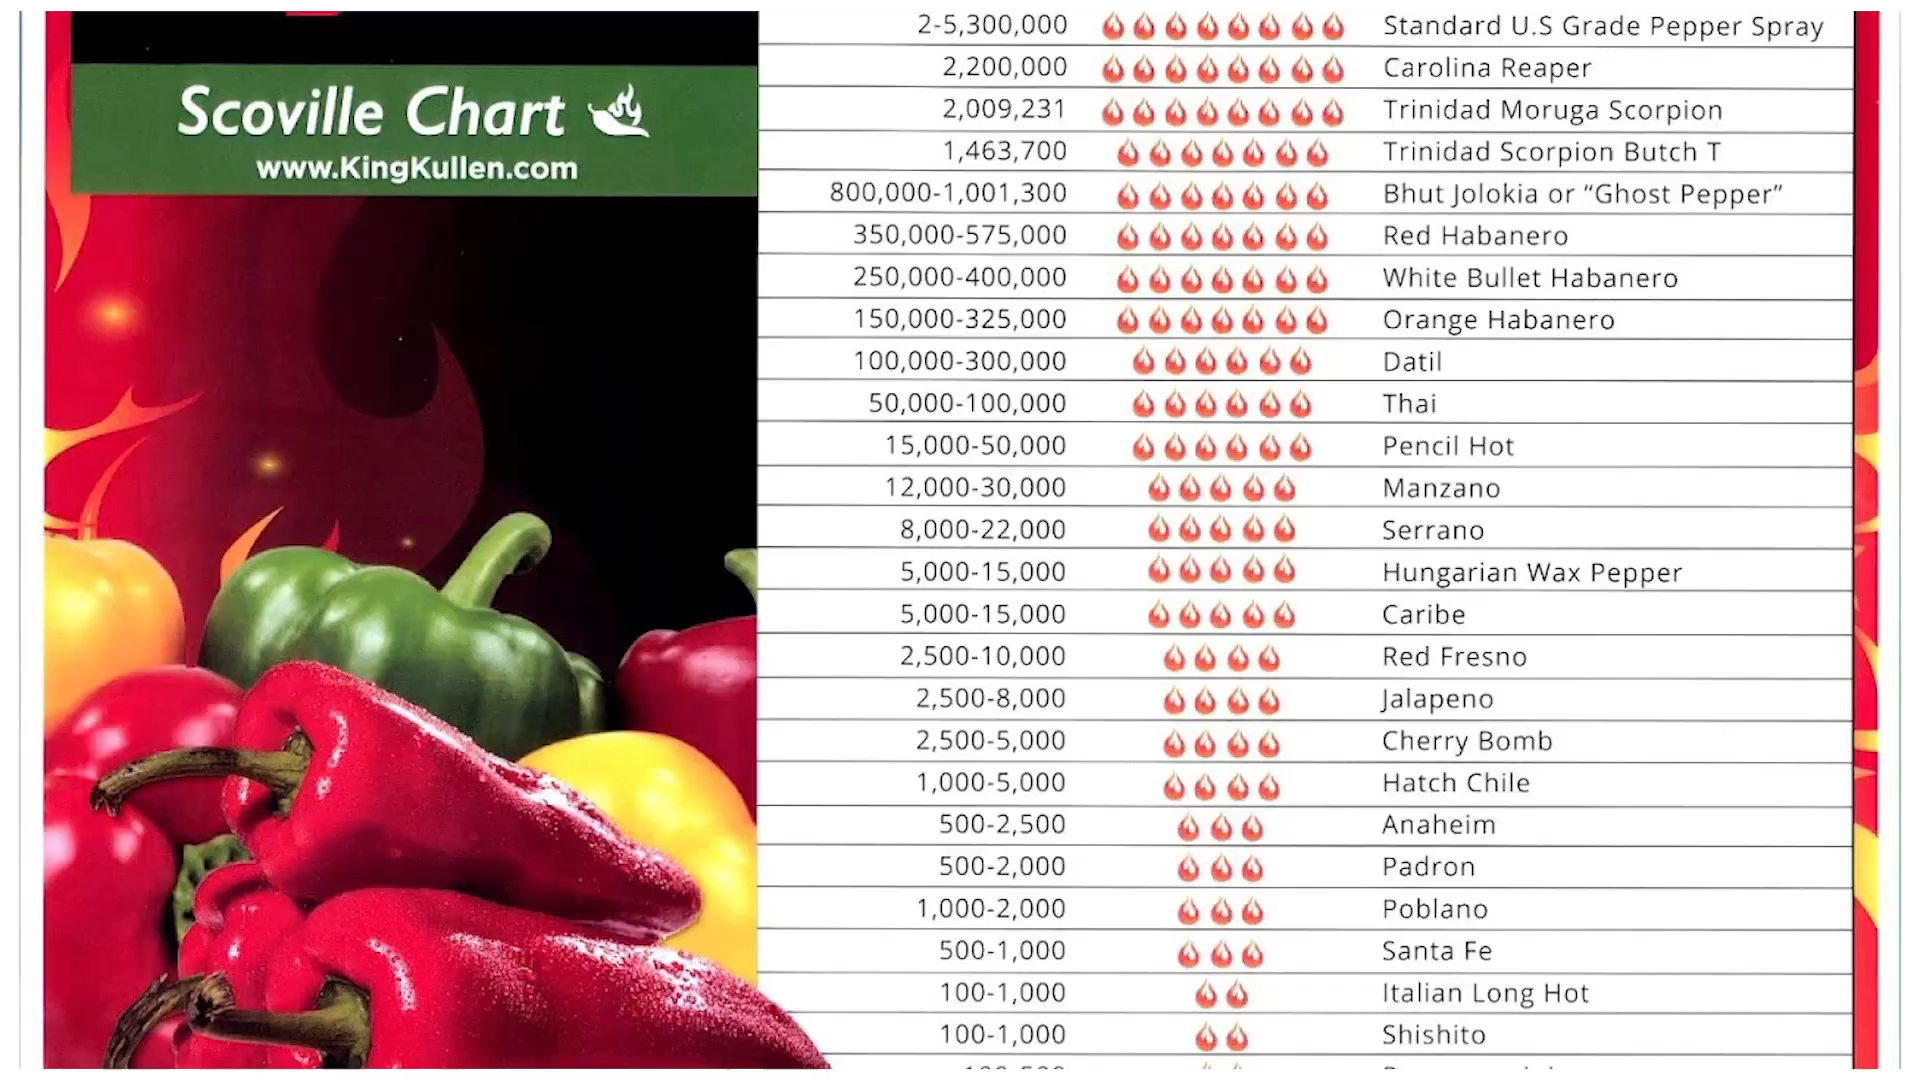 Scoville Chart
www.KingKullen.com
2-5,300,000 Standard U.S Grade Pepper Spray
2,200,000 Carolina Reaper
2,009,231 Trinidad Moruga Scorpion
1,463,700 Trinidad Scorpion Butch T
800,000-1,001,300 Bhut Jolokia or “Ghost Pepper”
350,000-575,000 Red Habanero
250,000-400,000 White Bullet Habanero
150,000-325,000 Orange Habanero
100,000-300,000 Datil
50,000-100,000 Thai
15,000-50,000 Pencil Hot
12,000-30,000 Manzano
8,000-22,000 Serrano
5,000-15,000 Hungarian Wax Pepper
5,000-15,000 Caribe
2,500-10,000 Red Fresno
2,500-8,000 Jalapeno
2,500-5,000 Cherry Bomb
1,000-5,000 Hatch Chile
500-2,500 Anaheim
500-2,000 Padron
1,000-2,000 Poblano
500-1,000 Santa Fe
100-1,000 Italian Long Hot
100-1,000 Shishito